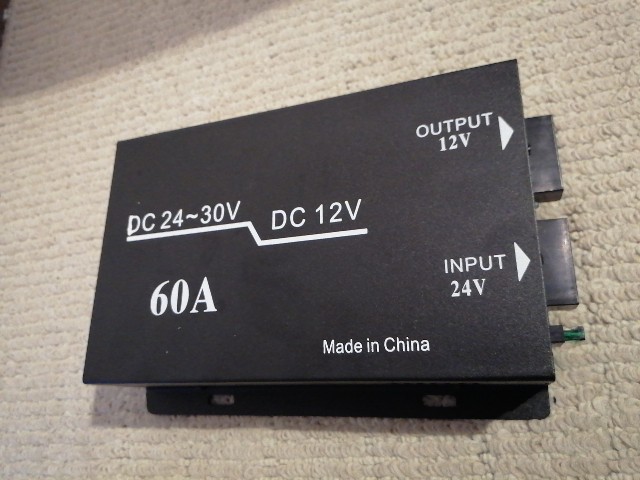 OUTPUT
12V
DC 24~30V DC 12V
INPUT
24V
60A
Made in China